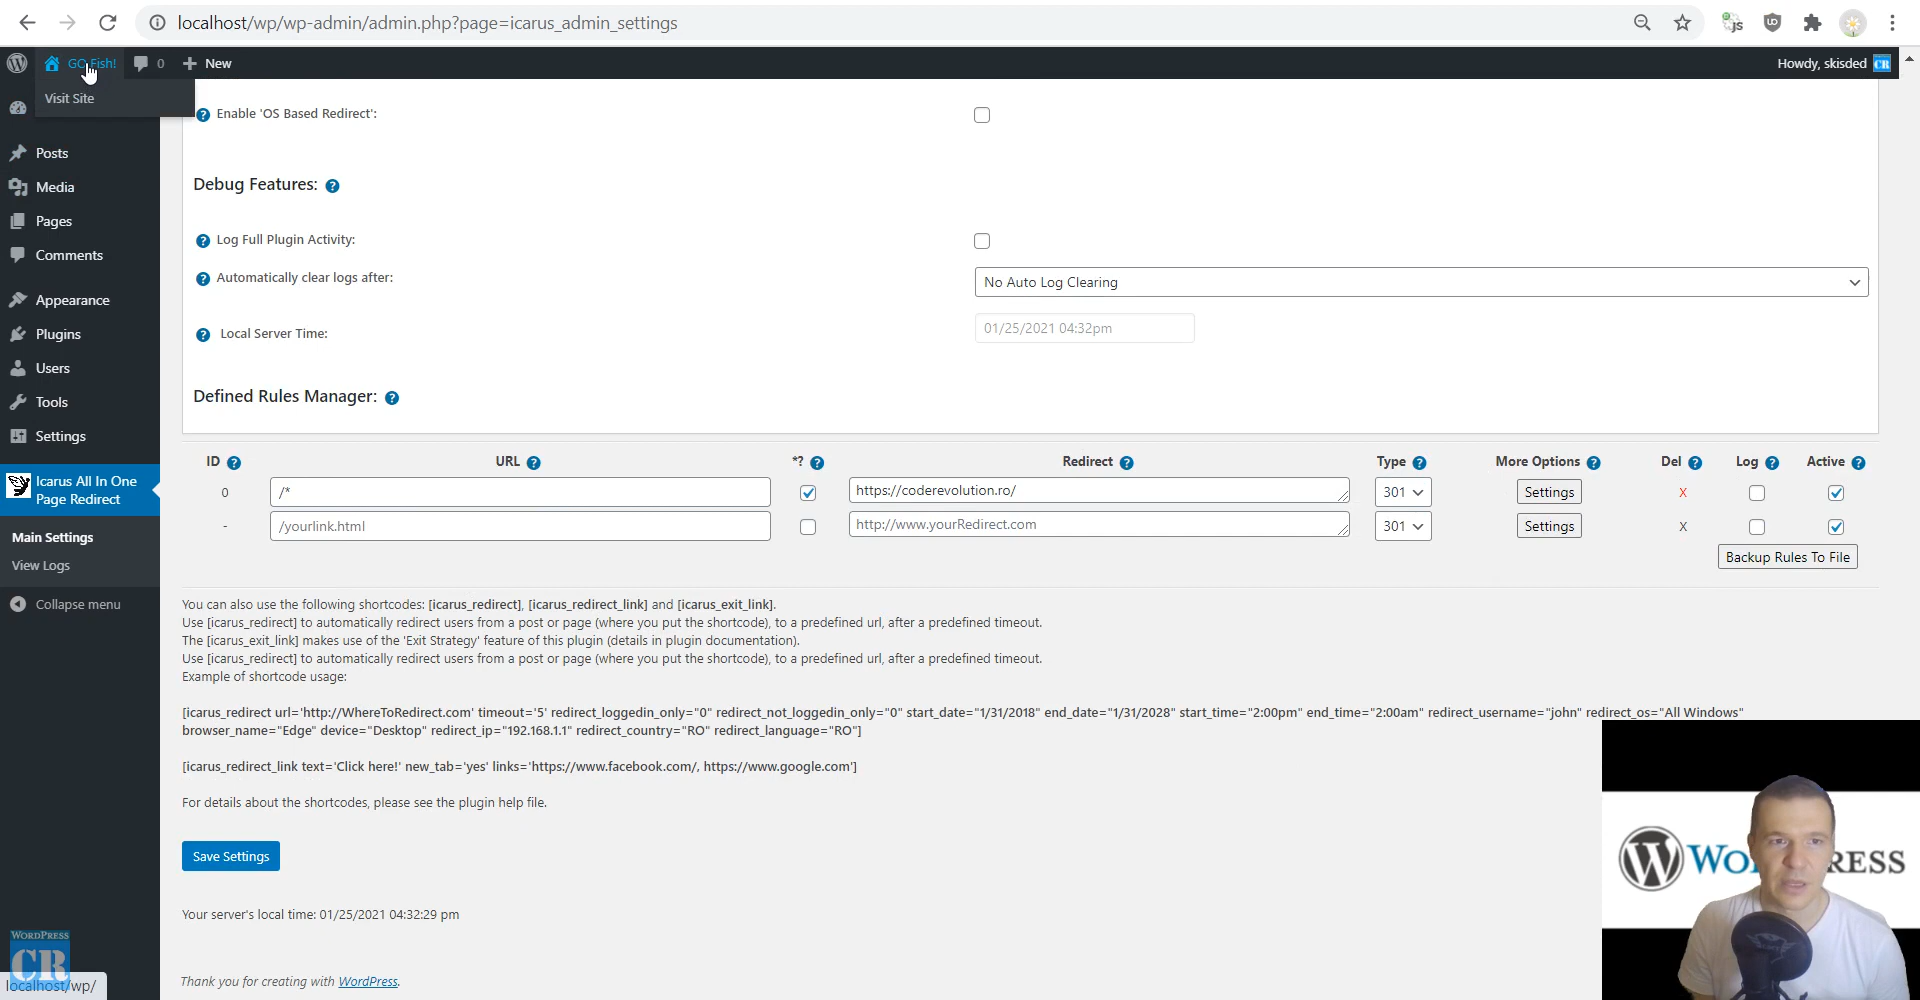 localhost/wp/wp-admin/admin.php?page=icarus_admin_settings
GO Fish!
0
New
Howdy, skisded
CR
Visit Site
Enable 'OS Based Redirect':
Posts
Media
Pages
Comments
Appearance
Plugins
Users
Tools
Settings
Icarus All In One
Page Redirect
Main Settings
View Logs
Collapse menu
Debug Features:
Log Full Plugin Activity:
Automatically clear logs after:
No Auto Log Clearing
Local Server Time:
01/25/2021 04:32pm
Defined Rules Manager:
ID URL *? Redirect Type More Options Del Log Active
0 /* https://coderevolution.ro/ 301 Settings X
- /yourlink.html http://www.yourRedirect.com 301 Settings X
Backup Rules To File
You can also use the following shortcodes: [icarus_redirect], [icarus_redirect_link] and [icarus_exit_link].
Use [icarus_redirect] to automatically redirect users from a post or page (where you put the shortcode), to a predefined url, after a predefined timeout.
The [icarus_exit_link] makes use of the 'Exit Strategy' feature of this plugin (details in plugin documentation).
Use [icarus_redirect] to automatically redirect users from a post or page (where you put the shortcode), to a predefined url, after a predefined timeout.
Example of shortcode usage:
[icarus_redirect url='http://WhereToRedirect.com' timeout='5' redirect_loggedin_only="0" redirect_not_loggedin_only="0" start_date="1/31/2018" end_date="1/31/2028" start_time="2:00pm" end_time="2:00am" redirect_username="john" redirect_os="All Windows"
browser_name="Edge" device="Desktop" redirect_ip="192.168.1.1" redirect_country="RO" redirect_language="RO"]
[icarus_redirect_link text='Click here!' new_tab='yes' links='https://www.facebook.com/, https://www.google.com']
For details about the shortcodes, please see the plugin help file.
Save Settings
Your server's local time: 01/25/2021 04:32:29 pm
Thank you for creating with WordPress.
WORDPRESS
CR
localhost/wp/